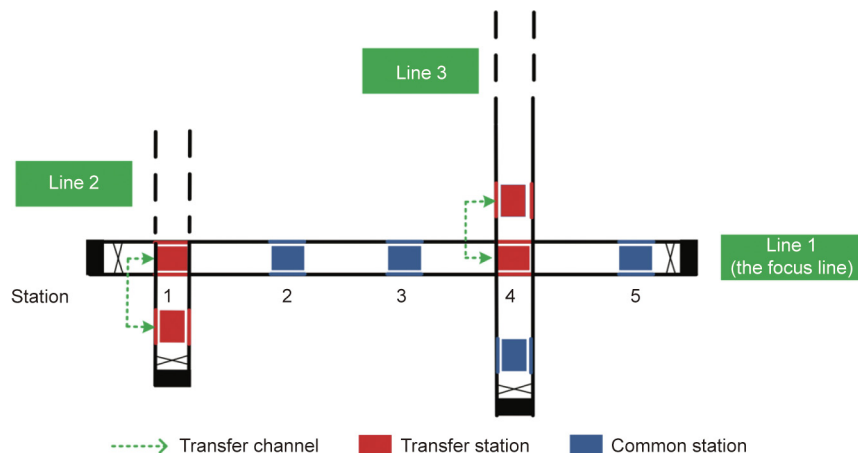 Line 3
Line 2
Line 1
(the focus line)
Station 1 2 3 4 5
Transfer channel Transfer station Common station